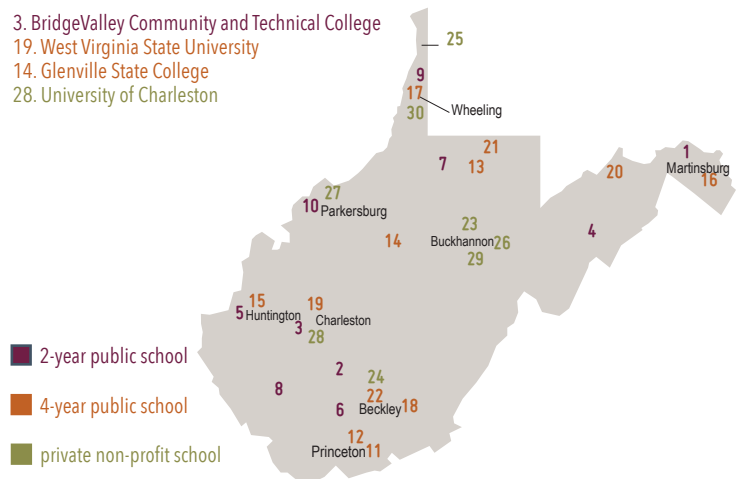 3. BridgeValley Community and Technical College
19. West Virginia State University
14. Glenville State College
28. University of Charleston
25
9
17
Wheeling
30
21
7
13
1
Martinsburg
20
16
27
10
Parkersburg
23
4
14
Buckhannon
26
29
15
19
5
Huntington
Charleston
3
28
2-year public school
2
24
8
22
4-year public school
6
Beckley
18
12
Princeton
11
private non-profit school